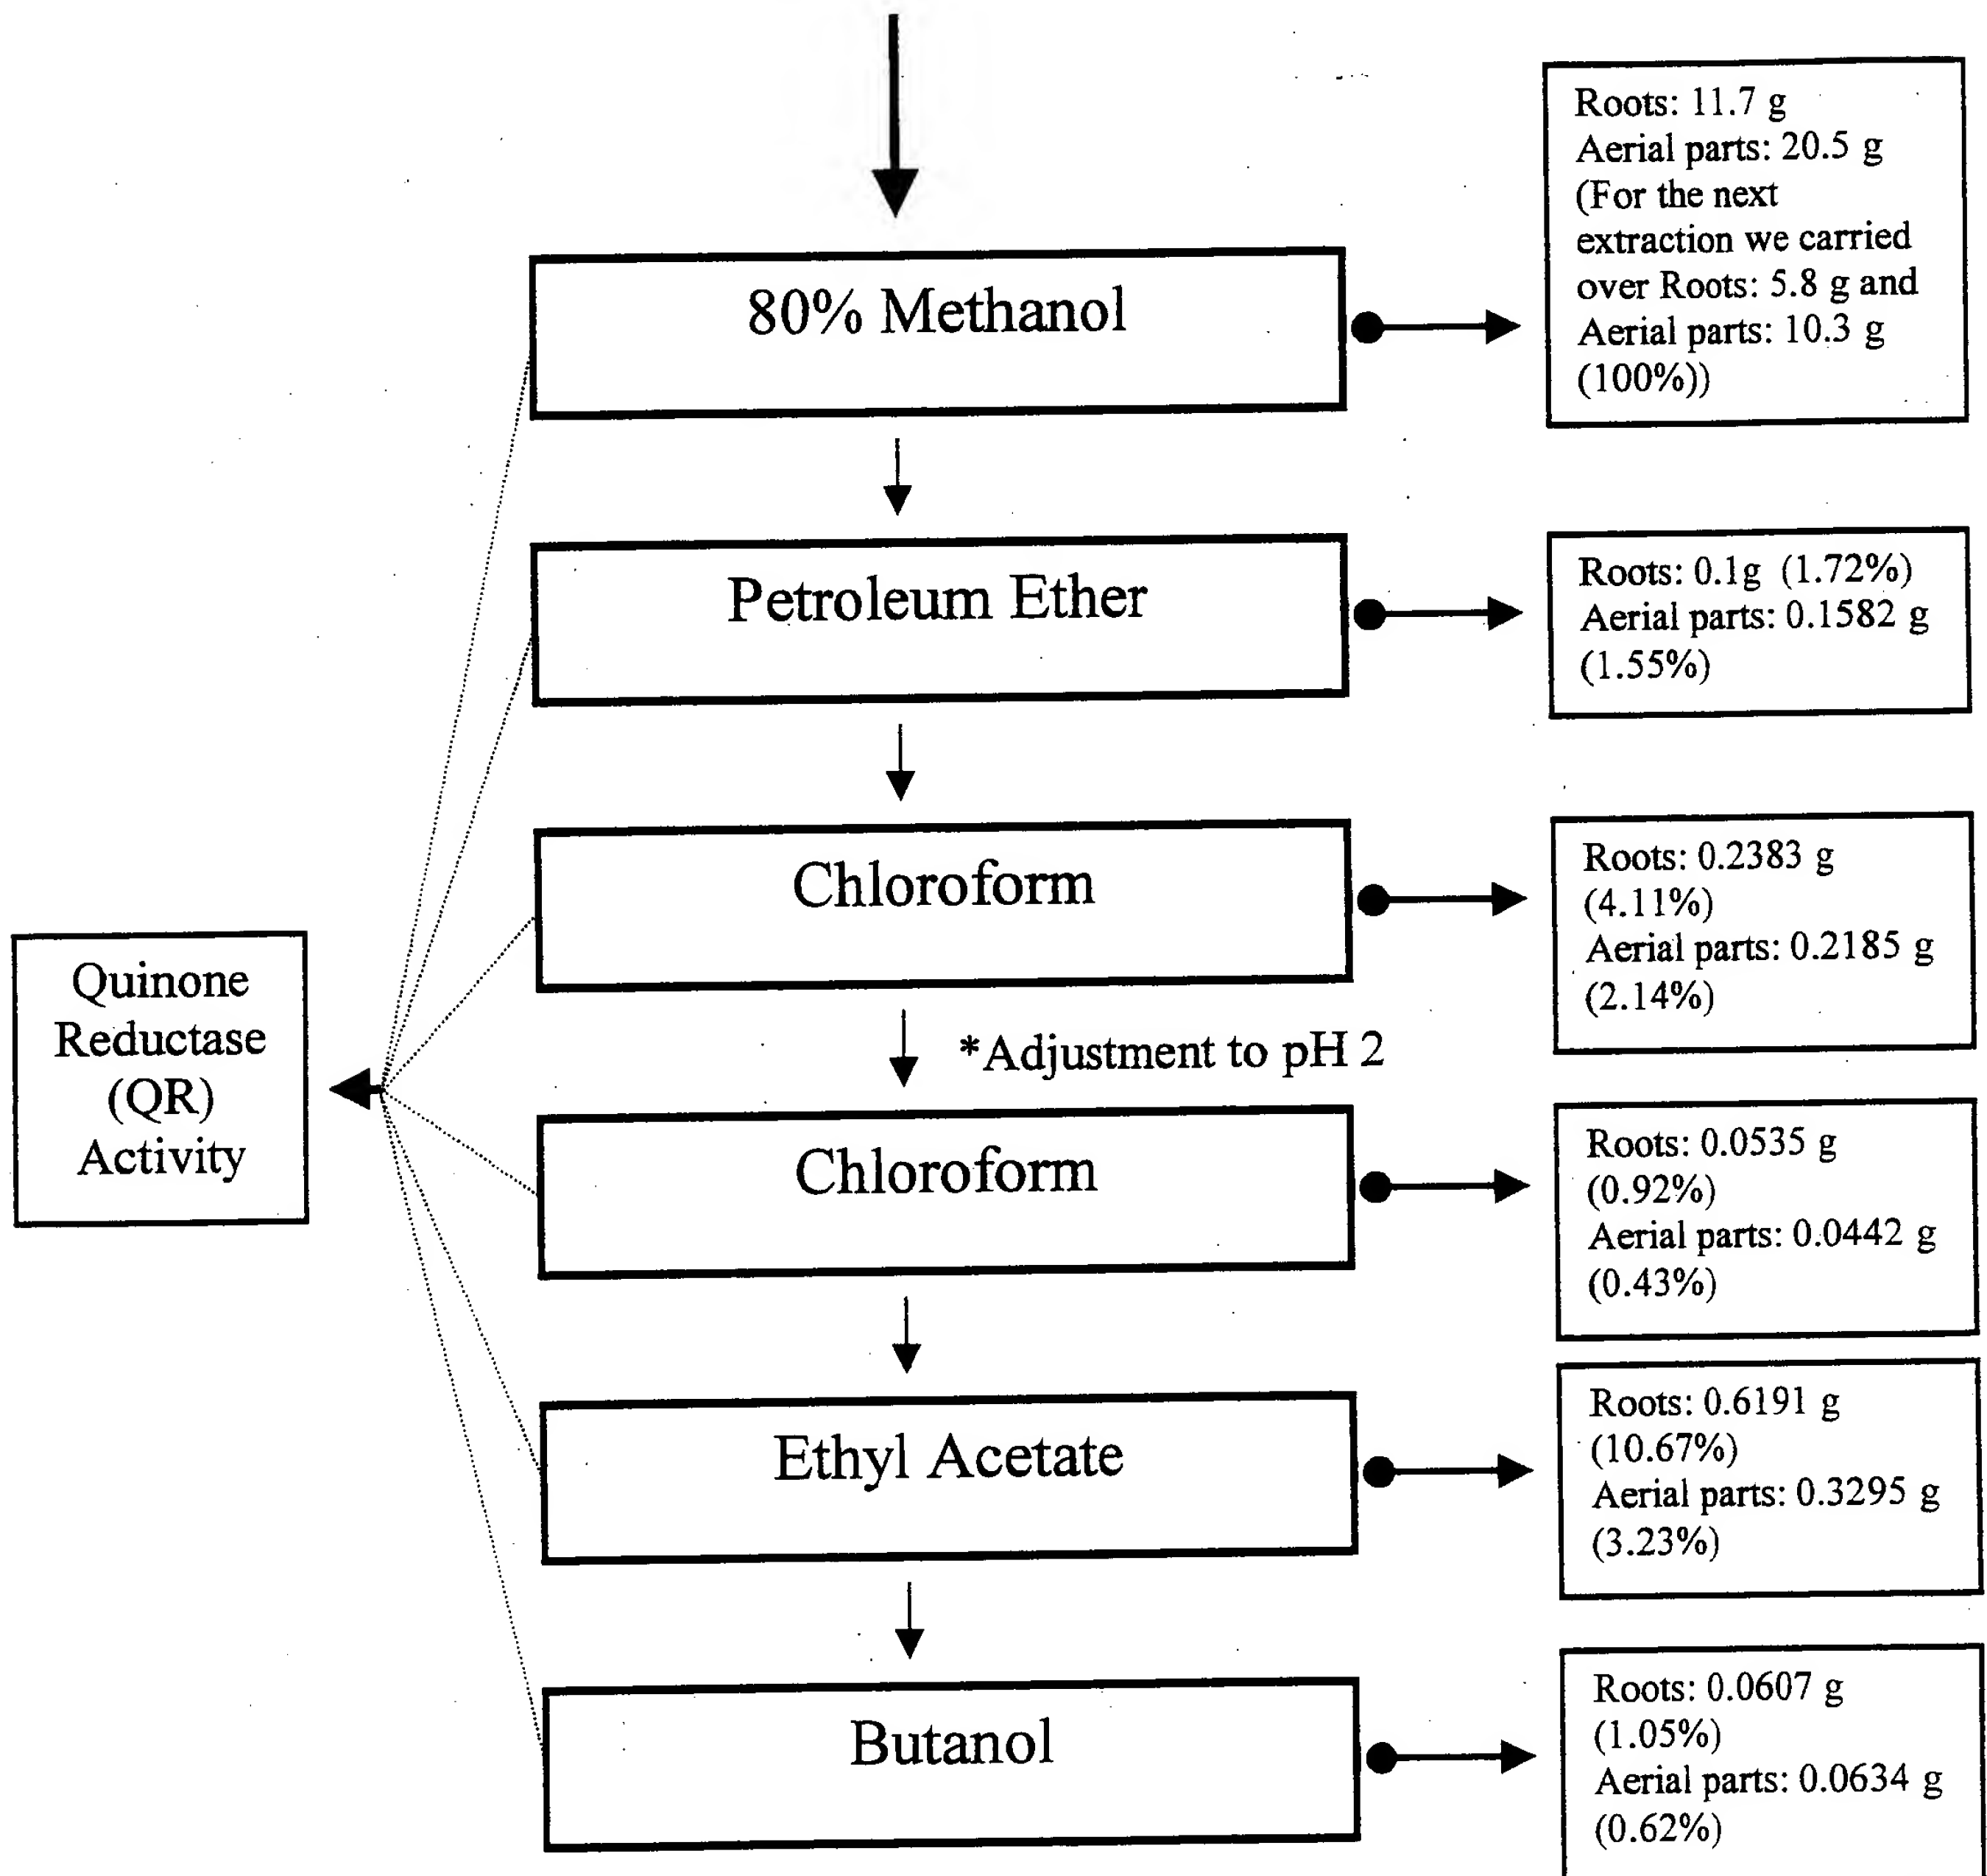 Roots: 11.7 g
Aerial parts: 20.5 g
(For the next
extraction we carried
over Roots: 5.8 g and
Aerial parts: 10.3 g
(100%))
80% Methanol
Petroleum Ether
Roots: 0.1g (1.72%)
Aerial parts: 0.1582 g
(1.55%)
Chloroform
Roots: 0.2383 g
(4.11%)
Aerial parts: 0.2185 g
(2.14%)
Quinone
Reductase
(QR)
Activity
*Adjustment to pH 2
Chloroform
Roots: 0.0535 g
(0.92%)
Aerial parts: 0.0442 g
(0.43%)
Ethyl Acetate
Roots: 0.6191 g
(10.67%)
Aerial parts: 0.3295 g
(3.23%)
Butanol
Roots: 0.0607 g
(1.05%)
Aerial parts: 0.0634 g
(0.62%)